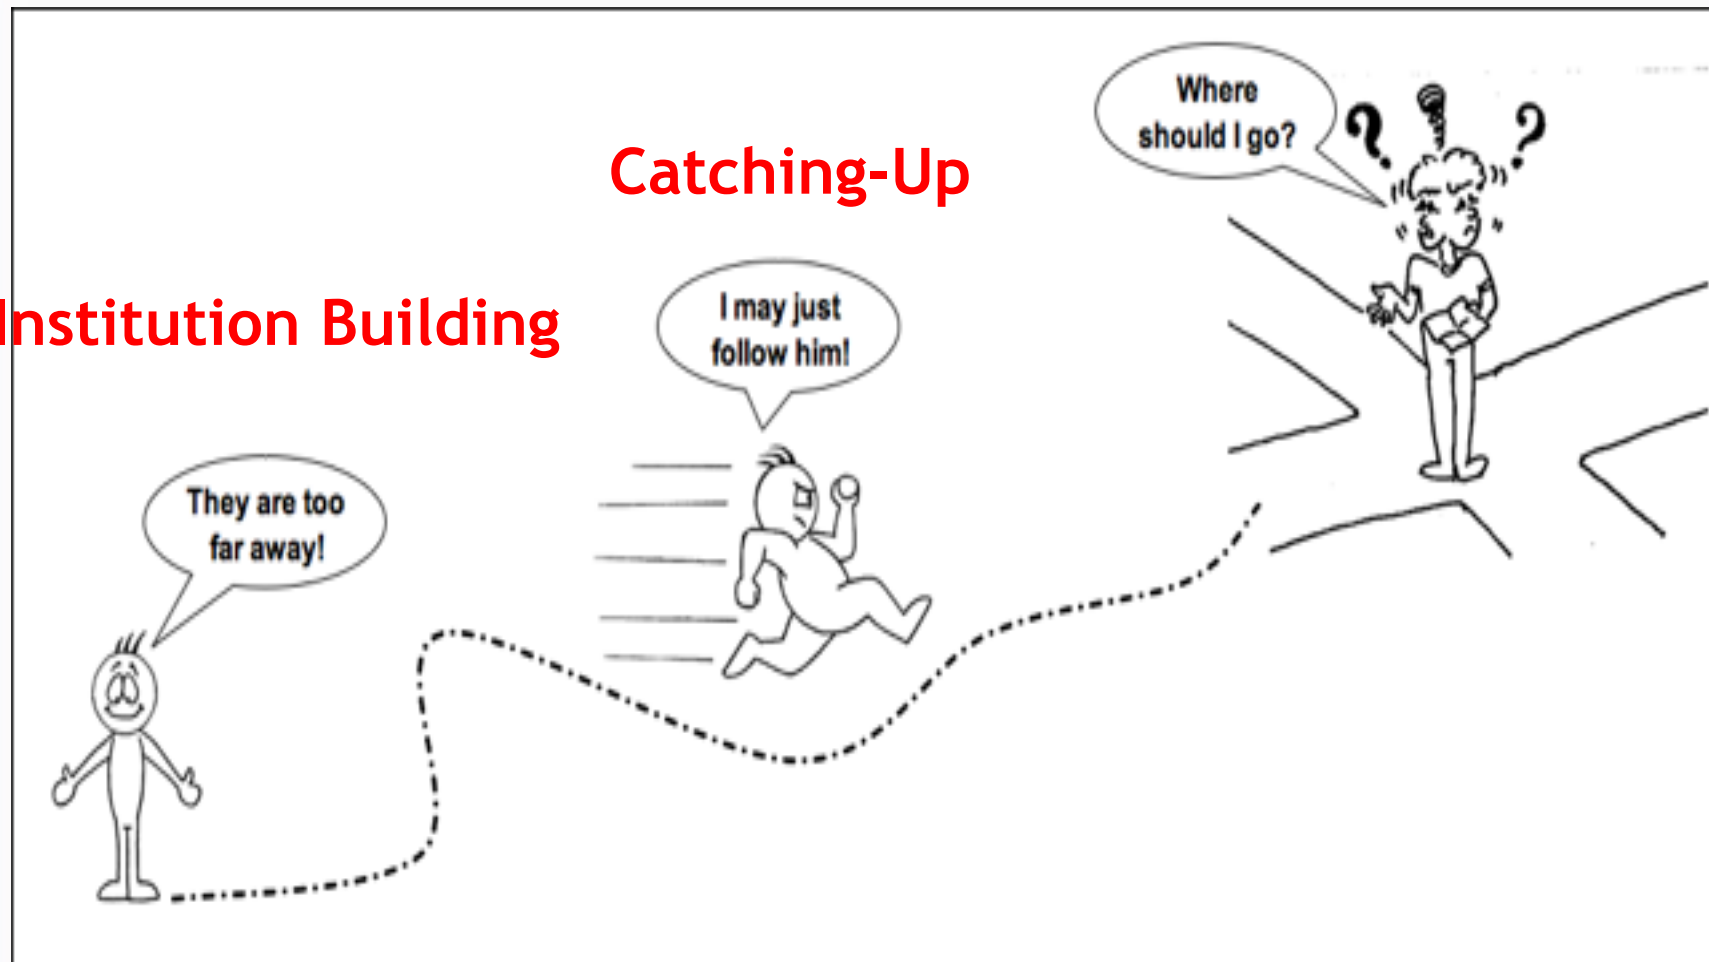 Where
should I go?
? ?
Catching-Up
Institution Building
I may just
follow him!
They are too
far away!